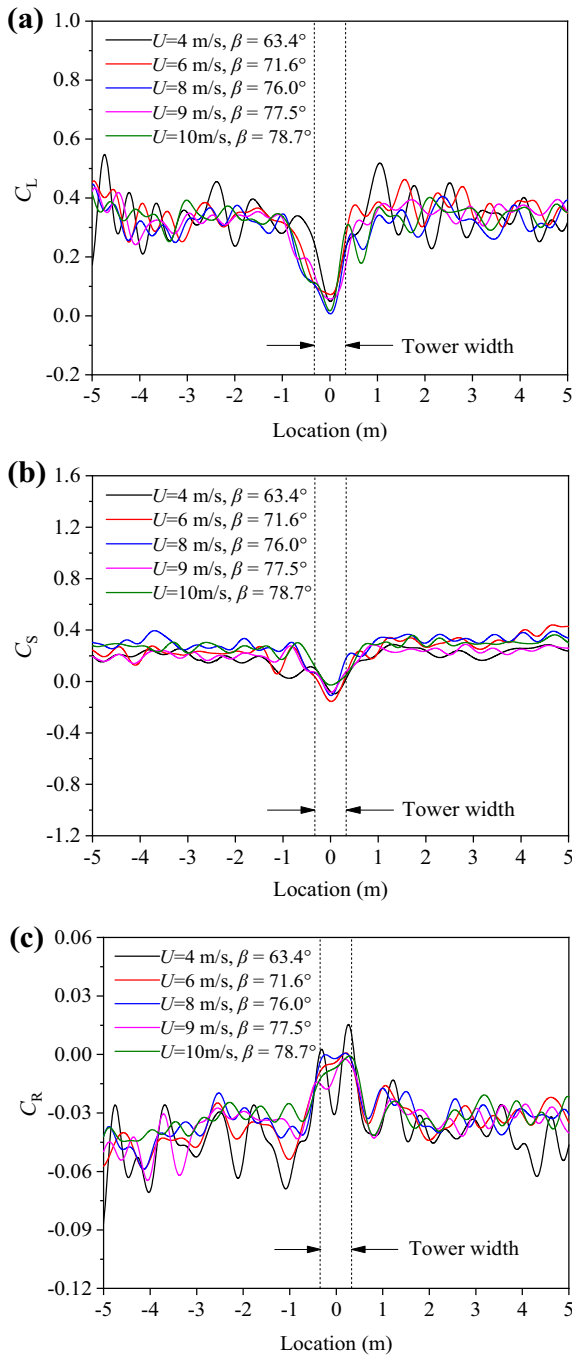 (a)
1.0
0.8
0.6
0.4
0.2
0.0
-0.2
C_L
U=4 m/s, β = 63.4°
U=6 m/s, β = 71.6°
U=8 m/s, β = 76.0°
U=9 m/s, β = 77.5°
U=10m/s, β = 78.7°
Tower width
-5 -4 -3 -2 -1 0 1 2 3 4 5
Location (m)
(b)
1.6
1.2
0.8
0.4
0.0
-0.4
-0.8
-1.2
C_S
U=4 m/s, β = 63.4°
U=6 m/s, β = 71.6°
U=8 m/s, β = 76.0°
U=9 m/s, β = 77.5°
U=10m/s, β = 78.7°
Tower width
-5 -4 -3 -2 -1 0 1 2 3 4 5
Location (m)
(c)
0.06
0.03
0.00
-0.03
-0.06
-0.09
-0.12
C_R
U=4 m/s, β = 63.4°
U=6 m/s, β = 71.6°
U=8 m/s, β = 76.0°
U=9 m/s, β = 77.5°
U=10m/s, β = 78.7°
Tower width
-5 -4 -3 -2 -1 0 1 2 3 4 5
Location (m)